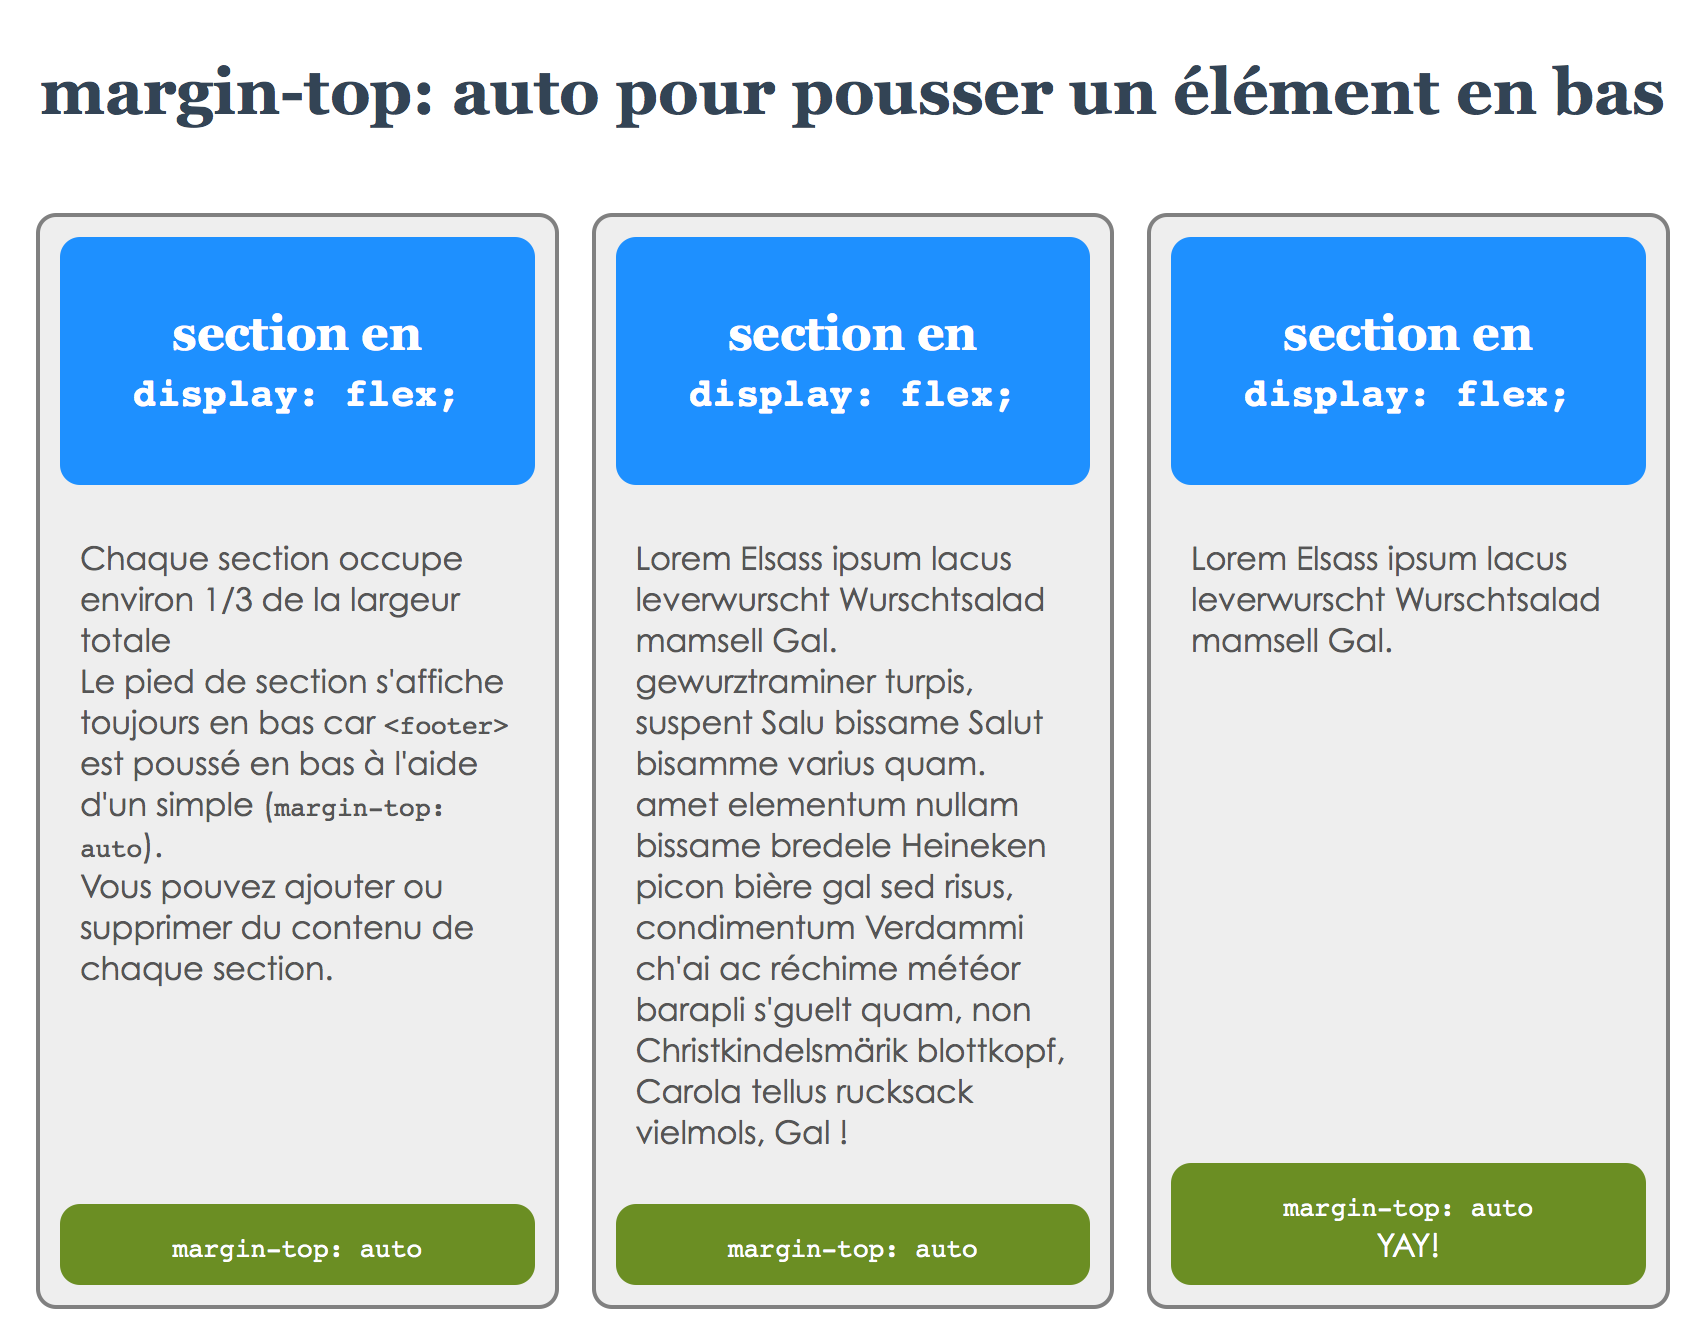 margin-top: auto pour pousser un élément en bas
section en
display: flex;
Chaque section occupe
environ 1/3 de la largeur
totale
Le pied de section s'affiche
toujours en bas car <footer>
est poussé en bas à l'aide
d'un simple (margin-top:
auto).
Vous pouvez ajouter ou
supprimer du contenu de
chaque section.
margin-top: auto
section en
display: flex;
Lorem Elsass ipsum lacus
leverwurscht Wurschtsalad
mamsell Gal.
gewurztraminer turpis,
suspent Salu bissame Salut
bisamme varius quam.
amet elementum nullam
bissame bredele Heineken
picon bière gal sed risus,
condimentum Verdammi
ch'ai ac réchime météor
barapli s'guelt quam, non
Christkindelsmärik blottkopf,
Carola tellus rucksack
vielmols, Gal !
margin-top: auto
section en
display: flex;
Lorem Elsass ipsum lacus
leverwurscht Wurschtsalad
mamsell Gal.
margin-top: auto
YAY!